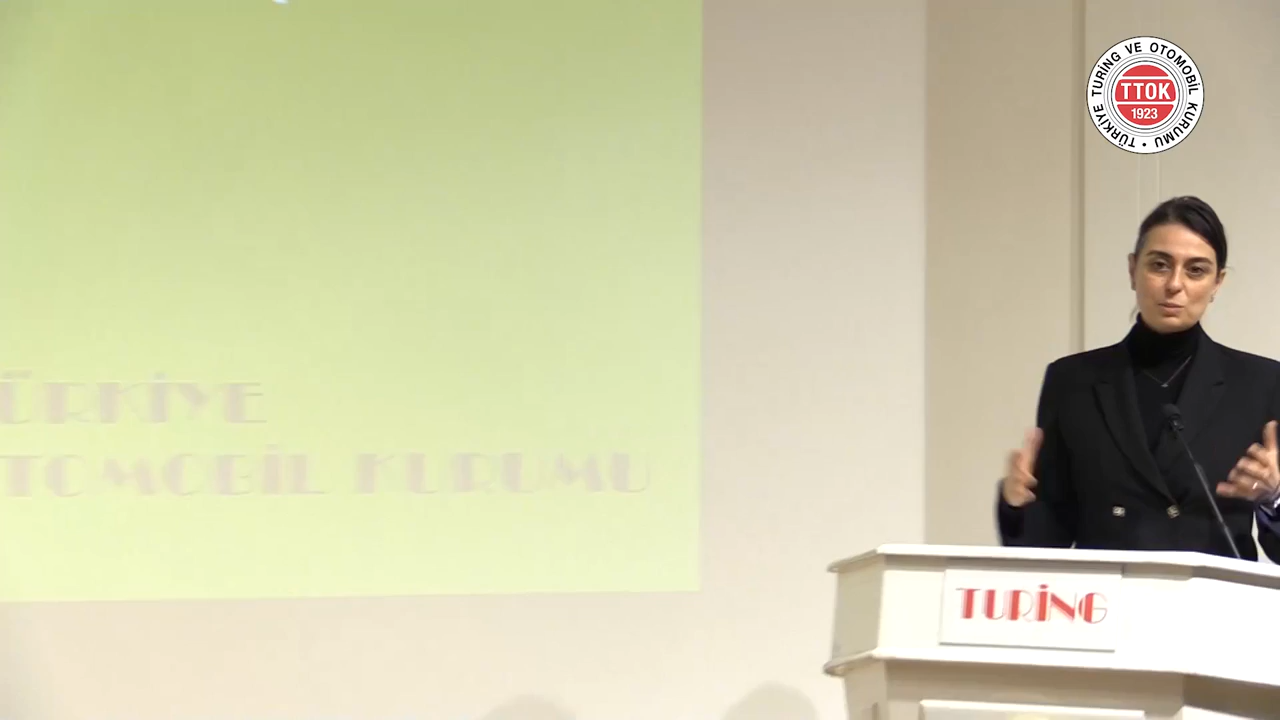 TÜRKİYE TURİNG VE OTOMOBİL KURUMU •
TTOK
1923
ÜRKİYE
TOMOBİL KURUMU
TURİNG